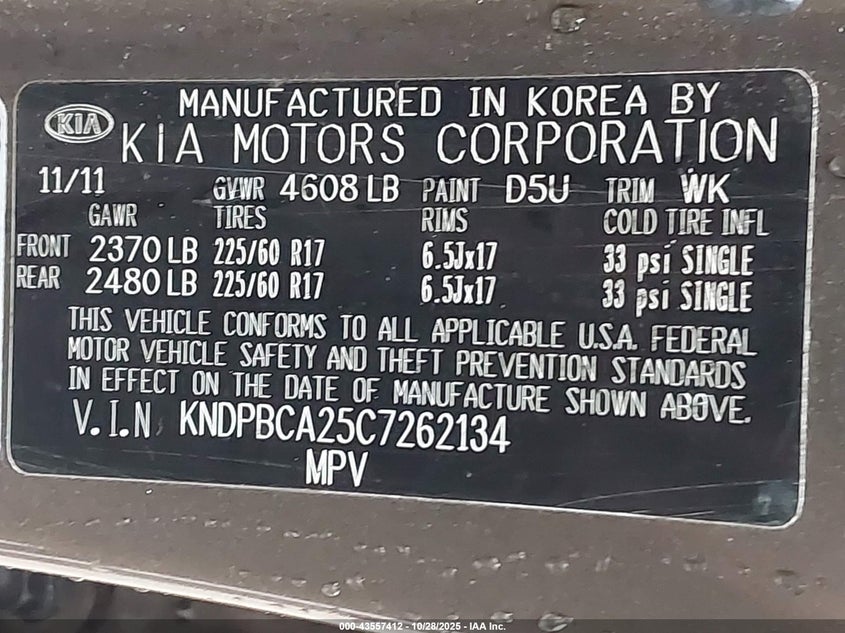 KIA
MANUFACTURED IN KOREA BY
KIA MOTORS CORPORATION
11/11 GVWR 4608 LB PAINT D5U TRIM WK
GAWR TIRES RIMS COLD TIRE INFL
FRONT 2370 LB 225/60 R17 6.5Jx17 33 psi SINGLE
REAR 2480 LB 225/60 R17 6.5Jx17 33 psi SINGLE
THIS VEHICLE CONFORMS TO ALL APPLICABLE U.S.A. FEDERAL
MOTOR VEHICLE SAFETY AND THEFT PREVENTION STANDARDS
IN EFFECT ON THE DATE OF MANUFACTURE SHOWN ABOVE.
V.I.N KNDPBCA25C7262134
MPV
000-43557412 - 10/28/2025 - IAA Inc.